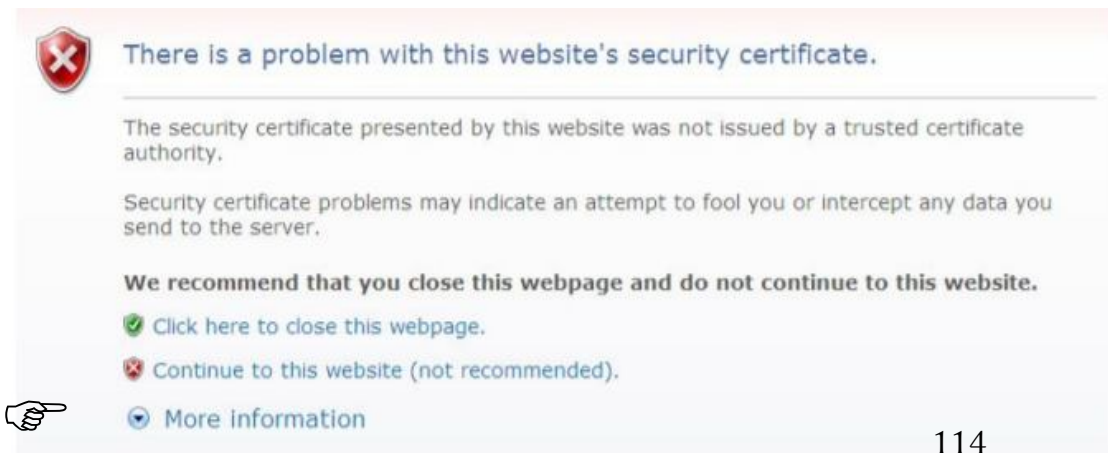 There is a problem with this website's security certificate.
The security certificate presented by this website was not issued by a trusted certificate
authority.
Security certificate problems may indicate an attempt to fool you or intercept any data you
send to the server.
We recommend that you close this webpage and do not continue to this website.
Click here to close this webpage.
Continue to this website (not recommended).
More information
114